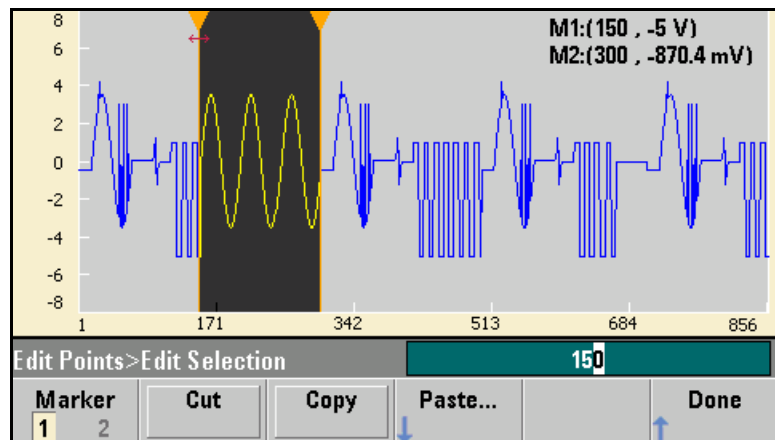 8
M1:(150 , -5 V)
6
M2:(300 , -870.4 mV)
4
2
0
-2
-4
-6
-8
1 171 342 513 684 856
Edit Points>Edit Selection 150
Marker Cut Copy Paste... Done
1 2